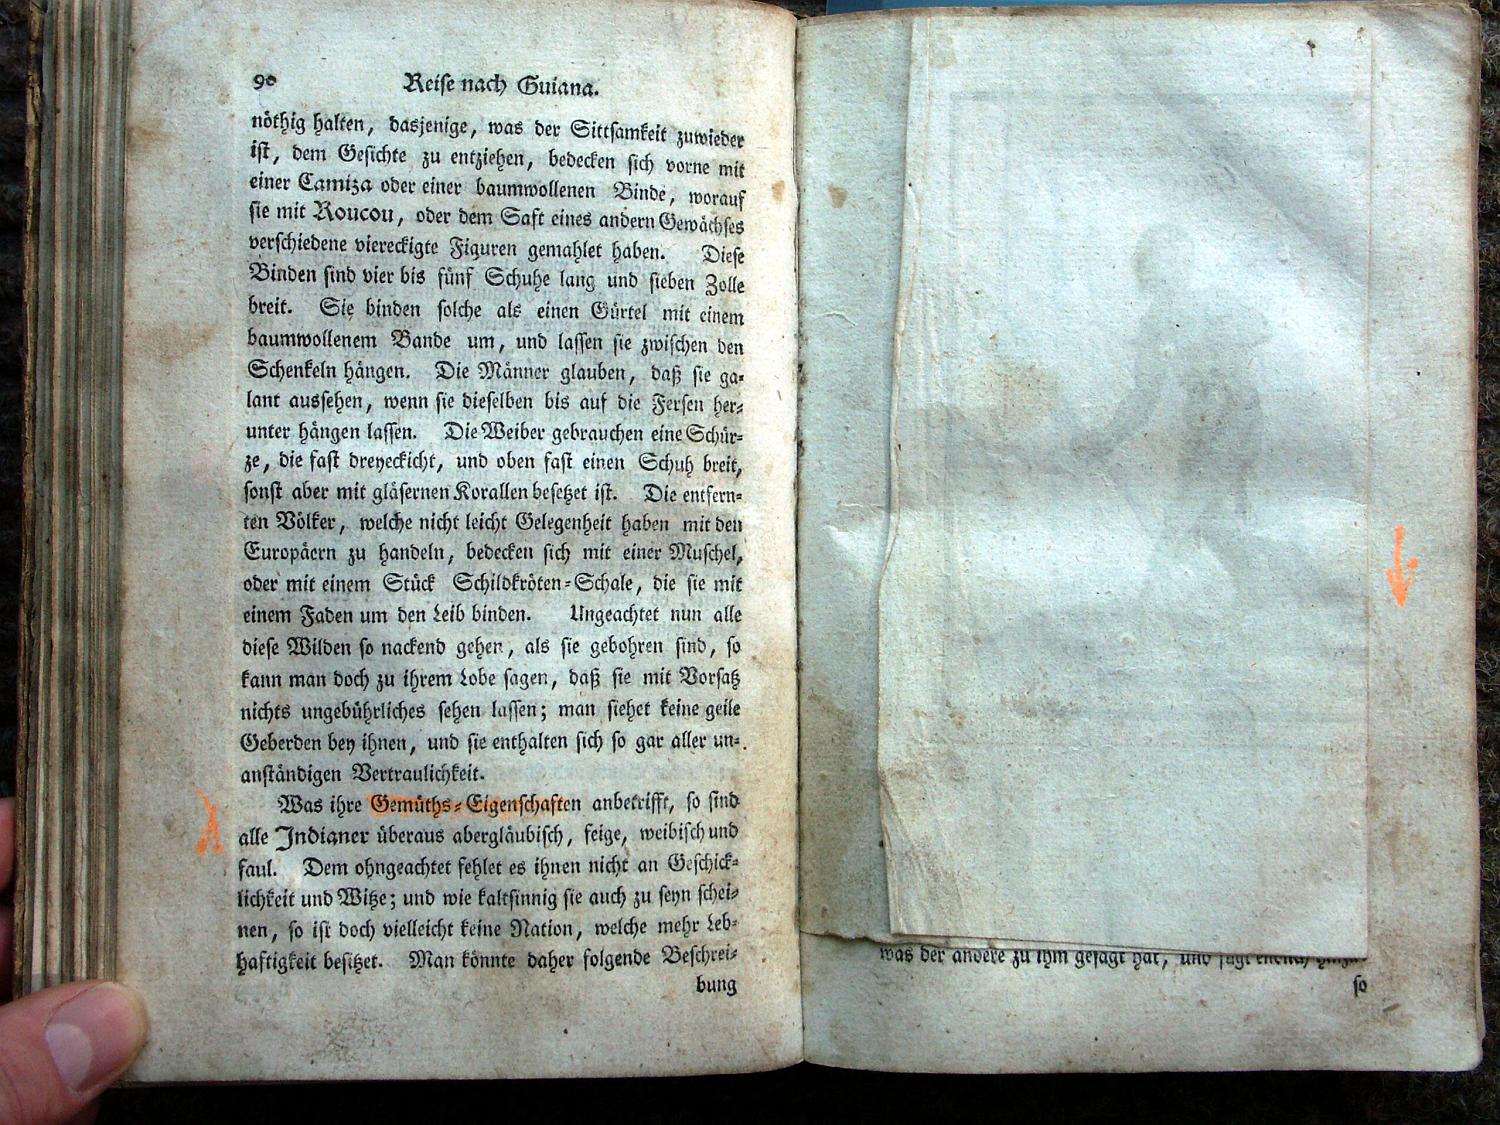 90 Reise nach Guiana.
nöthig halten, dasjenige, was der Sittsamkeit zuwieder
ist, dem Gesichte zu entziehen, bedecken sich vorne mit
einer Camiza oder einer baumwollenen Binde, worauf
sie mit Roucou, oder dem Saft eines andern Gewächses
verschiedene viereckigte Figuren gemahlet haben. Diese
Binden sind vier bis fünf Schuhe lang und sieben Zolle
breit. Sie binden solche als einen Gürtel mit einem
baumwollenem Bande um, und lassen sie zwischen den
Schenkeln hängen. Die Männer glauben, daß sie ga-
lant aussehen, wenn sie dieselben bis auf die Fersen her-
unter hängen lassen. Die Weiber gebrauchen eine Schür-
ze, die fast dreyeckicht, und oben fast einen Schuh breit,
sonst aber mit gläsernen Korallen besetzet ist. Die entfern-
ten Völker, welche nicht leicht Gelegenheit haben mit den
Europäern zu handeln, bedecken sich mit einer Muschel,
oder mit einem Stück Schildkröten-Schale, die sie mit
einem Faden um den Leib binden. Ungeachtet nun alle
diese Wilden so nackend gehen, als sie gebohren sind, so
kann man doch zu ihrem Lobe sagen, daß sie mit Vorsatz
nichts ungebührliches sehen lassen; man siehet keine geile
Geberden bey ihnen, und sie enthalten sich so gar aller un-
anständigen Vertraulichkeit.
Was ihre Gemüths-Eigenschaften anbetrifft, so sind
alle Indianer überaus abergläubisch, feige, weibisch und
faul. Dem ohngeachtet fehlet es ihnen nicht an Geschick-
lichkeit und Witze; und wie kaltsinnig sie auch zu seyn schei-
nen, so ist doch vielleicht keine Nation, welche mehr Leb-
haftigkeit besitzet. Man könnte daher folgende Beschrei-
bung
was der andere zu ihm gesagt hat, und
so